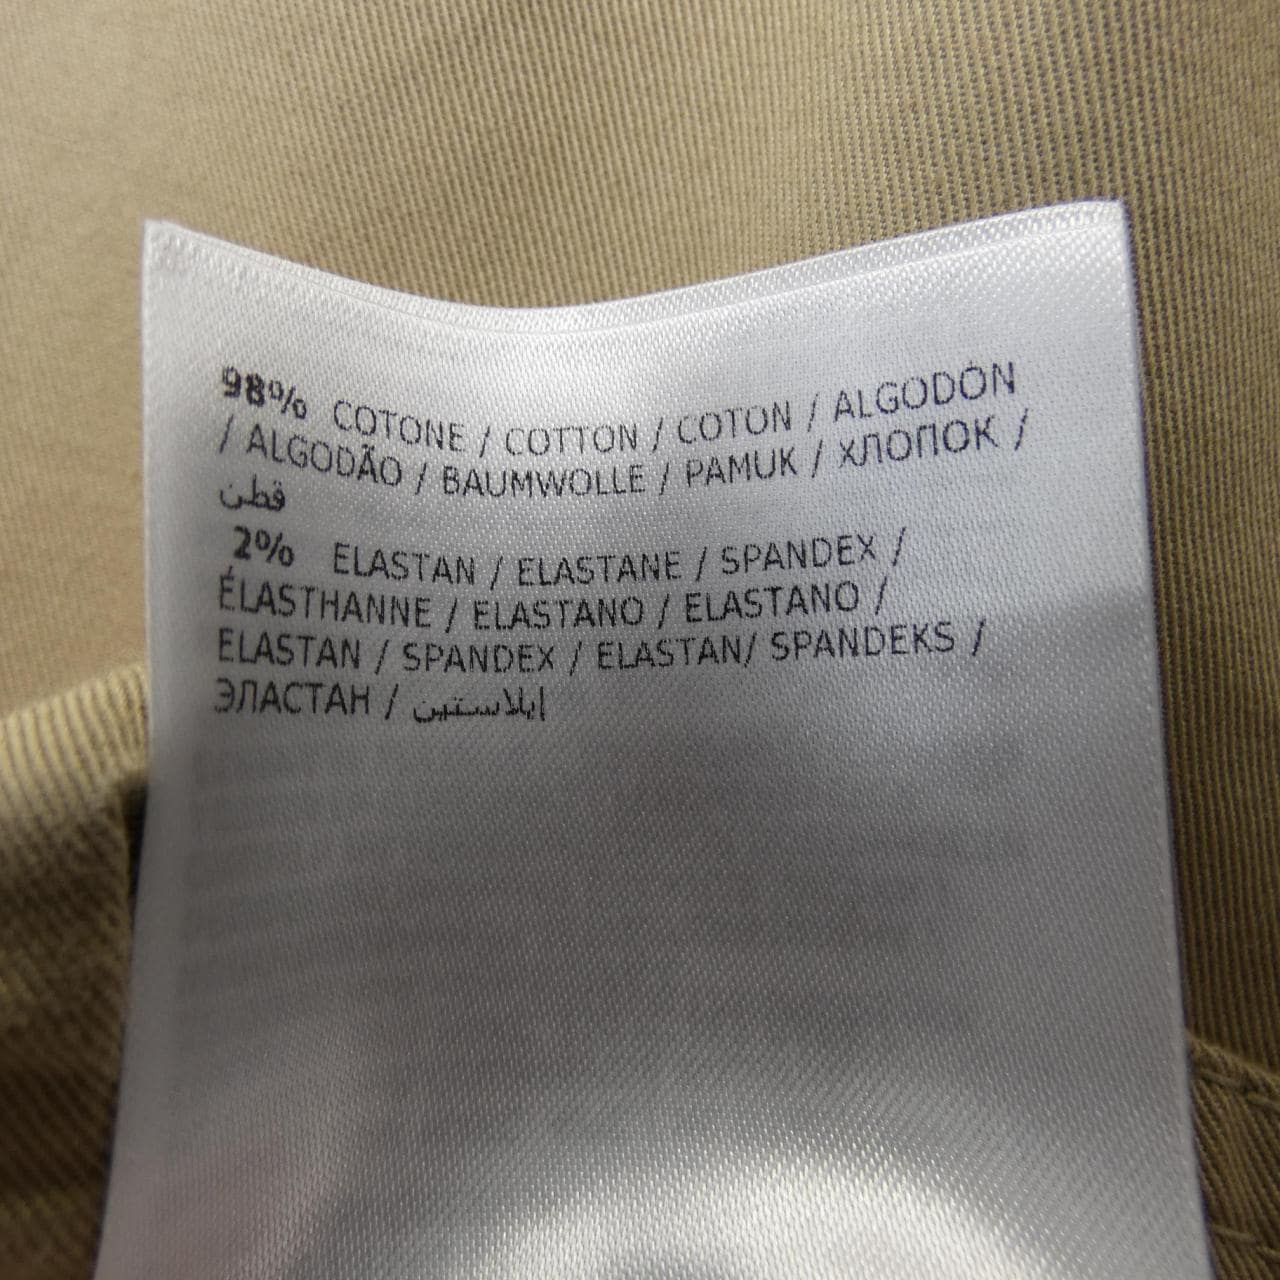 98% COTONE / COTTON / COTON / ALGODÓN
/ ALGODÃO / BAUMWOLLE / PAMUK / ХЛОПОК /
قطن
2% ELASTAN / ELASTANE / SPANDEX /
ÉLASTHANNE / ELASTANO / ELASTANO /
ELASTAN / SPANDEX / ELASTAN/ SPANDEKS /
ЭЛАСТАН / إيلاستين